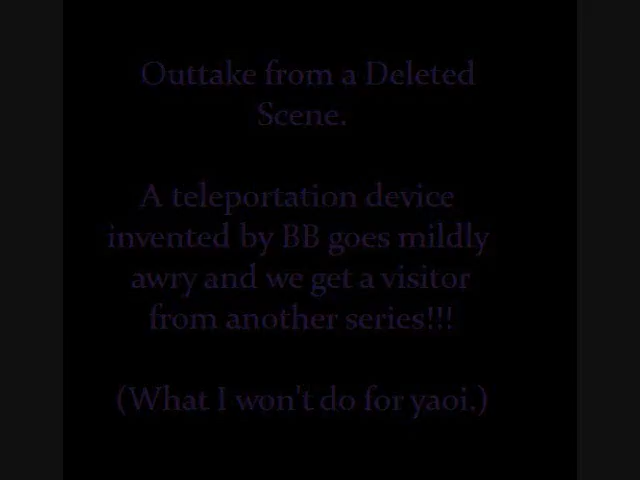 Outtake from a Deleted
Scene.
A teleportation device
invented by BB goes mildly
awry and we get a visitor
from another series!!!
(What I won't do for yaoi.)